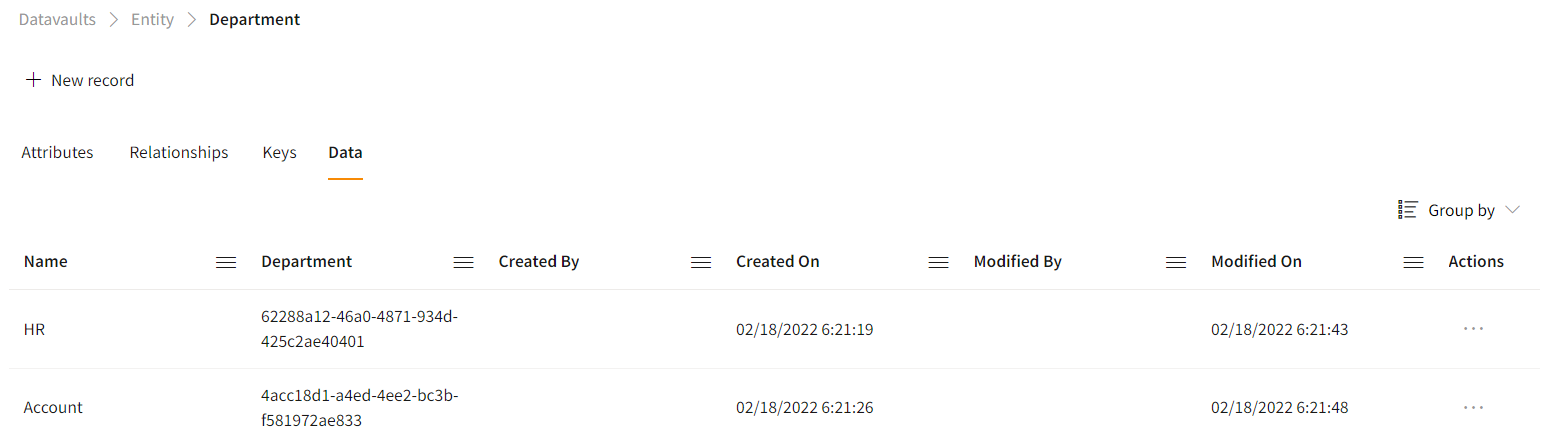 Datavaults > Entity > Department
+ New record
Attributes Relationships Keys Data
Group by
Name Department Created By Created On Modified By Modified On Actions
62288a12-46a0-4871-934d-
HR 02/18/2022 6:21:19 02/18/2022 6:21:43 ...
425c2ae40401
4acc18d1-a4ed-4ee2-bc3b-
Account 02/18/2022 6:21:26 02/18/2022 6:21:48 ...
f581972ae833